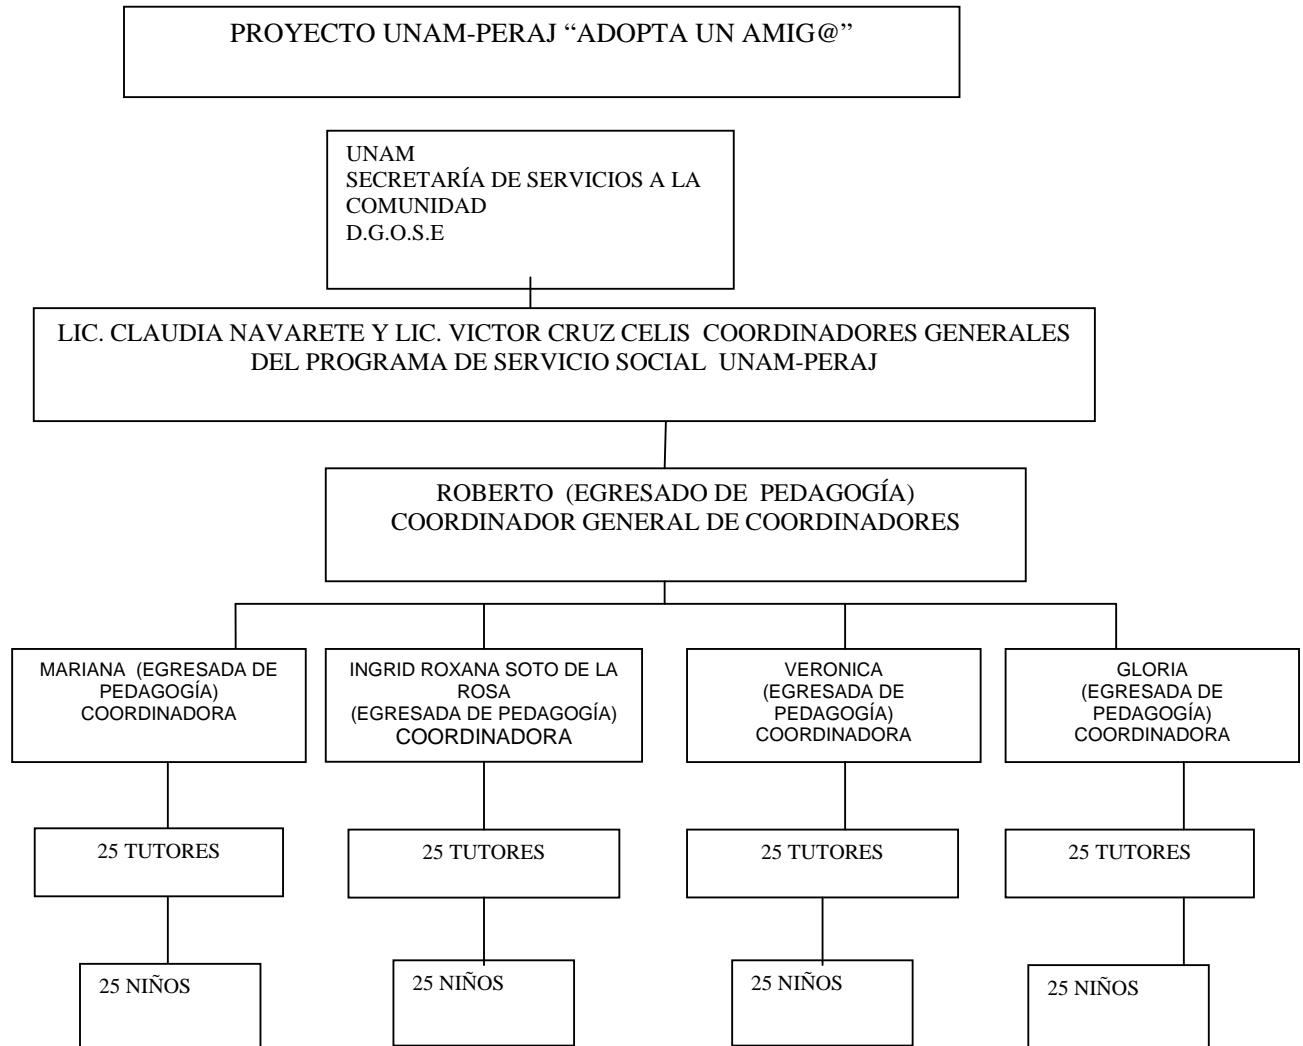 PROYECTO UNAM-PERAJ “ADOPTA UN AMIG@”
UNAM
SECRETARÍA DE SERVICIOS A LA
COMUNIDAD
D.G.O.S.E
LIC. CLAUDIA NAVARETE Y LIC. VICTOR CRUZ CELIS COORDINADORES GENERALES
DEL PROGRAMA DE SERVICIO SOCIAL UNAM-PERAJ
ROBERTO (EGRESADO DE PEDAGOGÍA)
COORDINADOR GENERAL DE COORDINADORES
MARIANA (EGRESADA DE
PEDAGOGÍA)
COORDINADORA
INGRID ROXANA SOTO DE LA
ROSA
(EGRESADA DE PEDAGOGÍA)
COORDINADORA
VERONICA
(EGRESADA DE
PEDAGOGÍA)
COORDINADORA
GLORIA
(EGRESADA DE
PEDAGOGÍA)
COORDINADORA
25 TUTORES
25 TUTORES
25 TUTORES
25 TUTORES
25 NIÑOS
25 NIÑOS
25 NIÑOS
25 NIÑOS